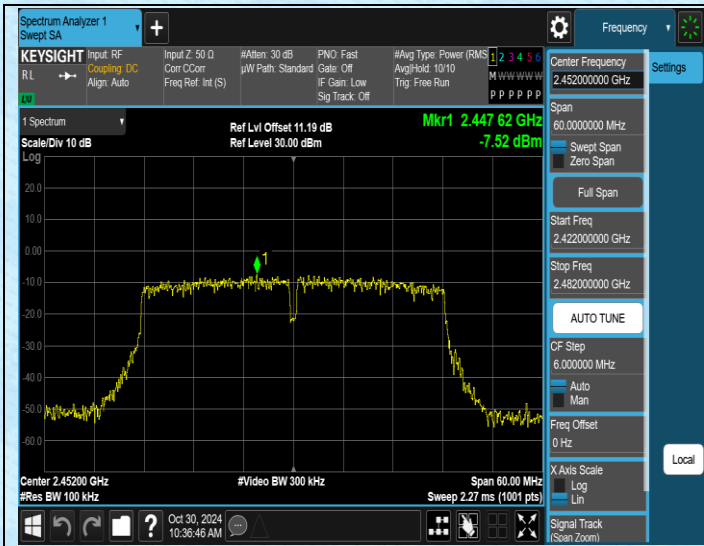 Spectrum Analyzer 1
Swept SA
+
Frequency
KEYSIGHT
RL
LXI
Input: RF
Coupling: DC
Align: Auto
Input Z: 50 Ω
Corr CCorr
Freq Ref: Int (S)
#Atten: 30 dB
µW Path: Standard
PNO: Fast
Gate: Off
IF Gain: Low
Sig Track: Off
#Avg Type: Power (RMS
Avg|Hold: 10/10
Trig: Free Run
1 2 3 4 5 6
M W W W W W
P P P P P P
1 Spectrum
Scale/Div 10 dB
Log
Ref Lvl Offset 11.19 dB
Ref Level 30.00 dBm
Mkr1 2.447 62 GHz
-7.52 dBm
1
20.0
10.0
0.00
-10.0
-20.0
-30.0
-40.0
-50.0
-60.0
Center 2.45200 GHz
#Res BW 100 kHz
#Video BW 300 kHz
Span 60.00 MHz
Sweep 2.27 ms (1001 pts)
?
Oct 30, 2024
10:36:46 AM
Center Frequency
2.452000000 GHz
Span
60.0000000 MHz
Swept Span
Zero Span
Full Span
Start Freq
2.422000000 GHz
Stop Freq
2.482000000 GHz
AUTO TUNE
CF Step
6.000000 MHz
Auto
Man
Freq Offset
0 Hz
X Axis Scale
Log
Lin
Signal Track
(Span Zoom)
Settings
Local